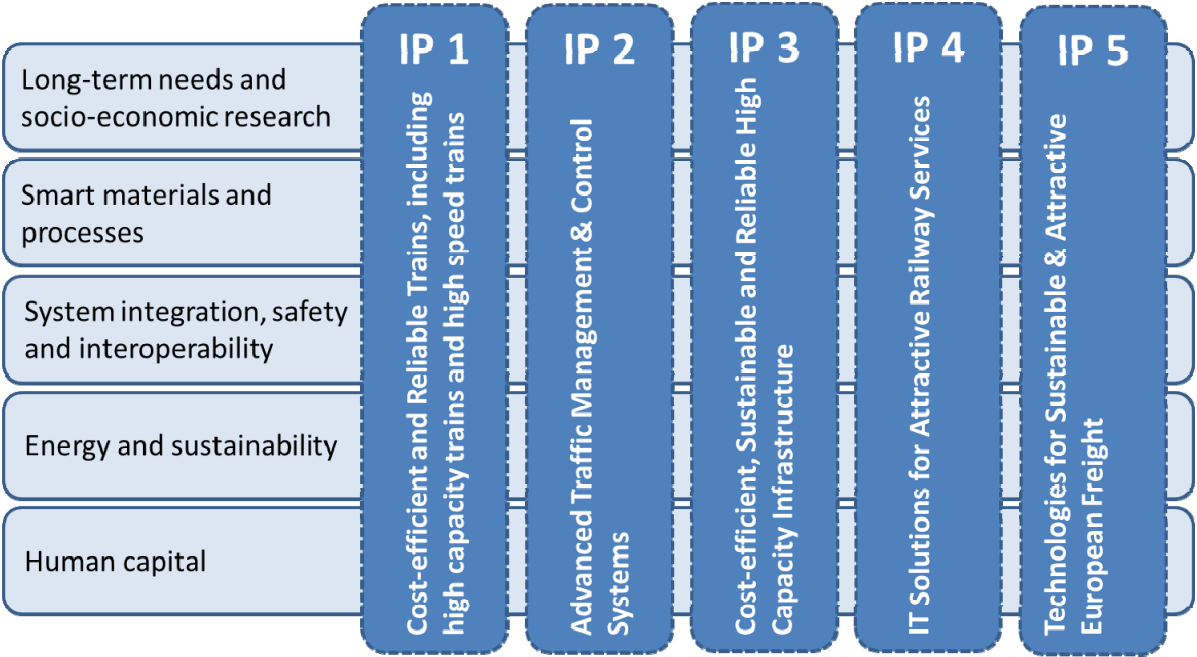 IP 1
IP 2
IP 3
IP 4
IP 5
Long-term needs and
socio-economic research
Smart materials and
processes
System integration, safety
and interoperability
Energy and sustainability
Human capital
Cost-efficient and Reliable Trains, including
high capacity trains and high speed trains
Advanced Traffic Management & Control
Systems
Cost-efficient, Sustainable and Reliable High
Capacity Infrastructure
IT Solutions for Attractive Railway Services
Technologies for Sustainable & Attractive
European Freight